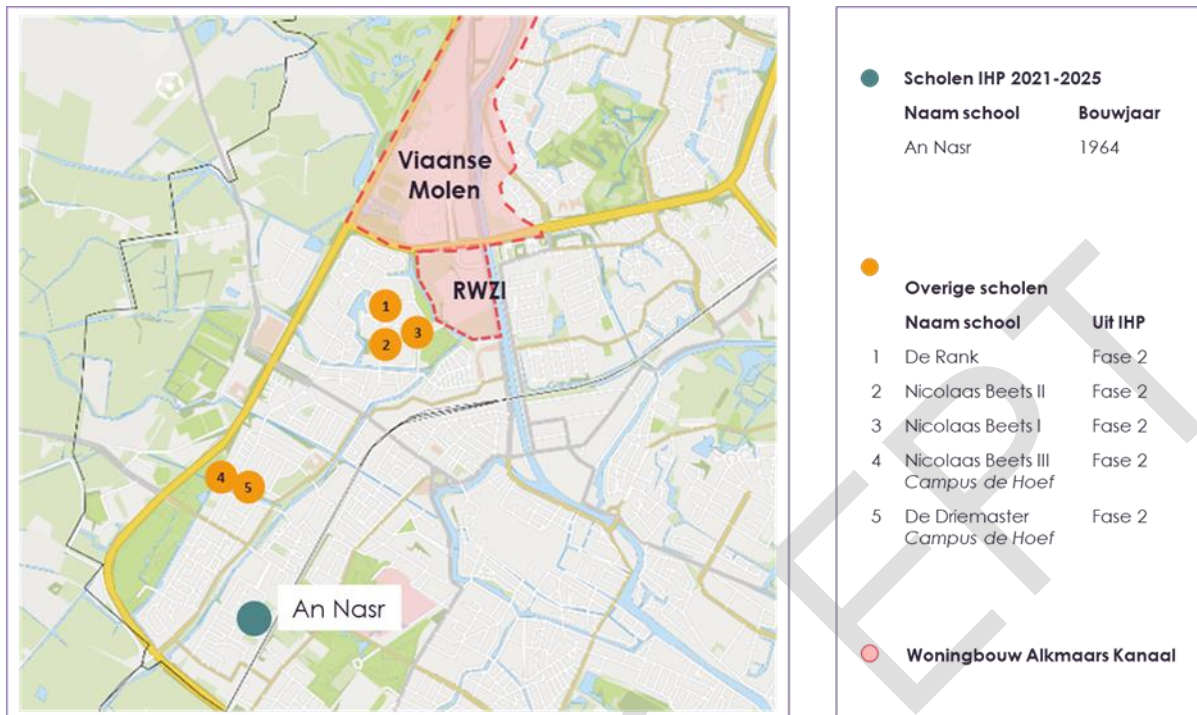 Viaanse
Molen
RWZI
1
3
2
4
5
An Nasr
Scholen IHP 2021-2025
Naam school Bouwjaar
An Nasr 1964
Overige scholen
Naam school Uit IHP
1 De Rank Fase 2
2 Nicolaas Beets II Fase 2
3 Nicolaas Beets I Fase 2
4 Nicolaas Beets III Fase 2
Campus de Hoef
5 De Driemaster Fase 2
Campus de Hoef
Woningbouw Alkmaars Kanaal
EPT